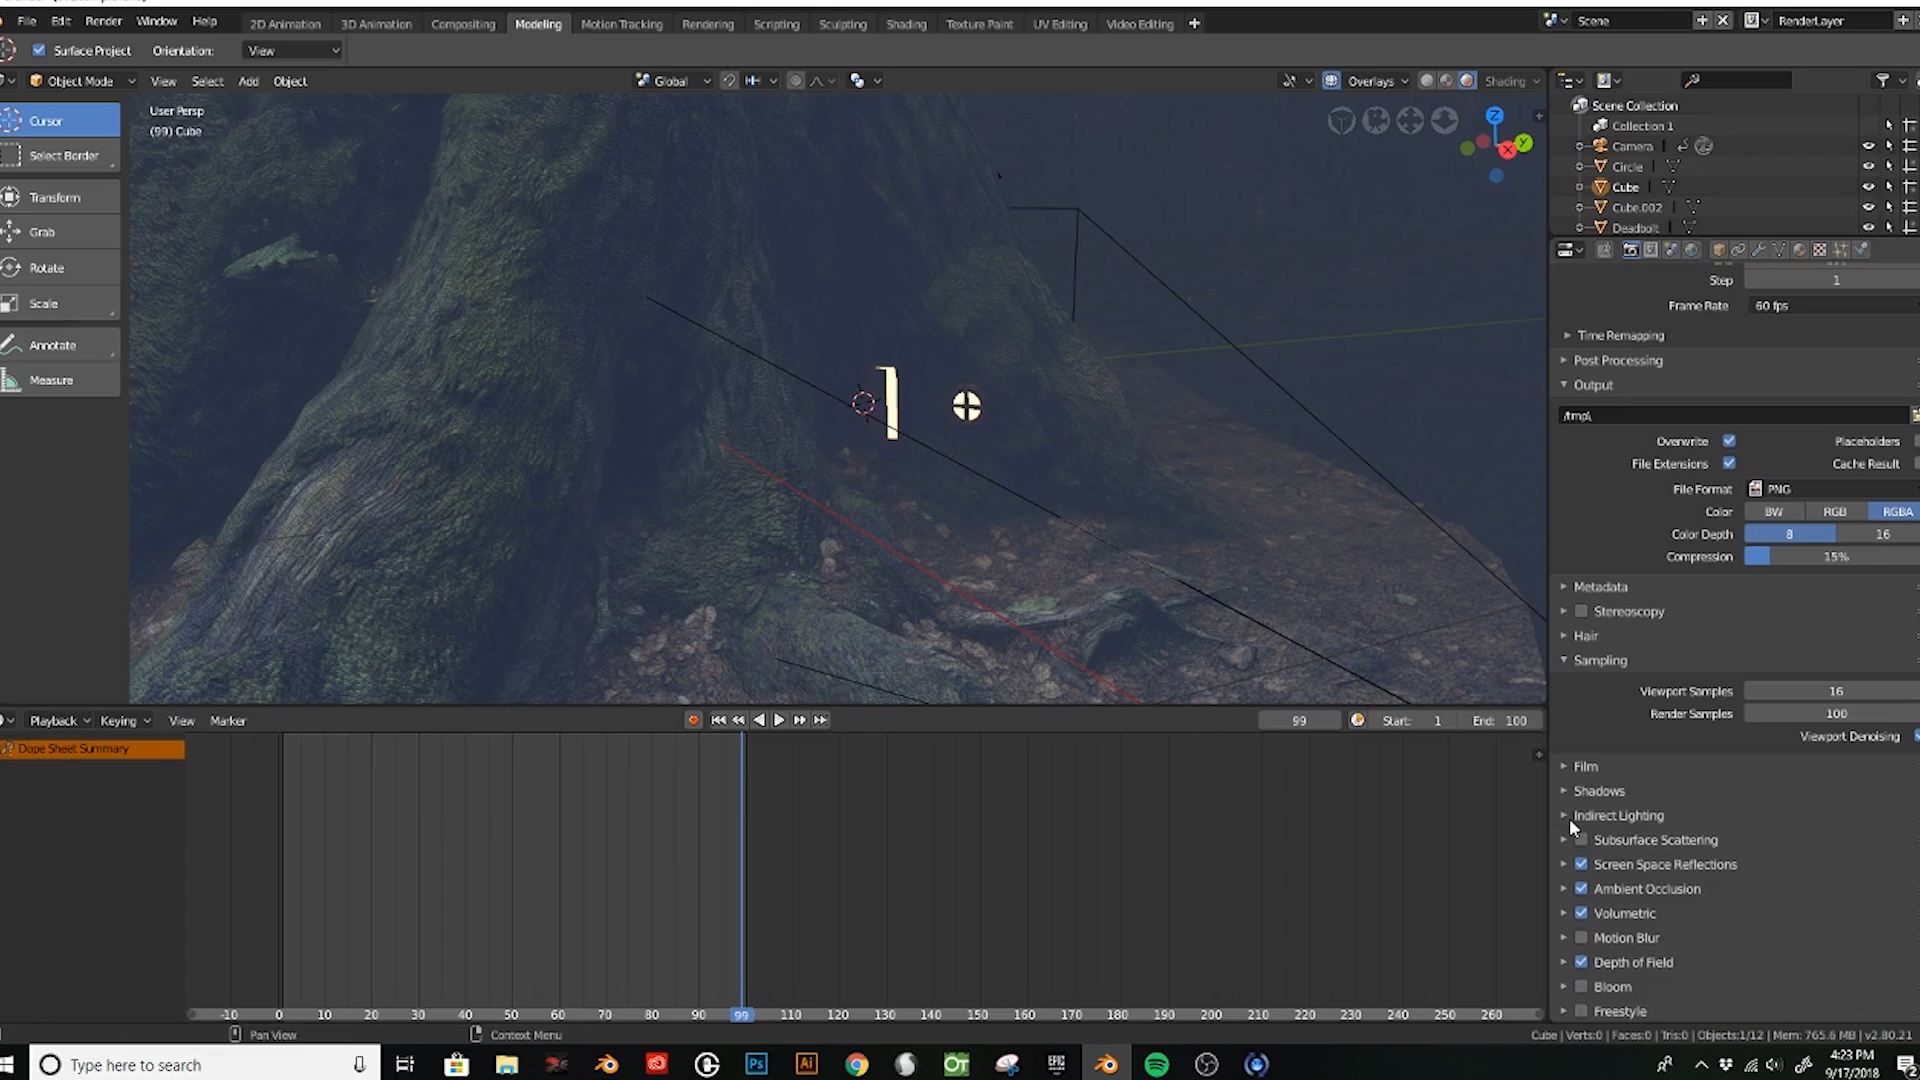 File Edit Render Window Help 2D Animation 3D Animation Compositing Modeling Motion Tracking Rendering Scripting Sculpting Shading Texture Paint UV Editing Video Editing + Scene RenderLayer
Surface Project Orientation: View
Object Mode View Select Add Object Global Overlays Shading
User Persp
(99) Cube
Cursor
Select Border
Transform
Grab
Rotate
Scale
Annotate
Measure
Z
Y
X
Scene Collection
Collection 1
Camera
Circle
Cube
Cube.002
Deadbolt
Step 1
Frame Rate 60 fps
Time Remapping
Post Processing
Output
/tmp\
Overwrite Placeholders
File Extensions Cache Result
File Format PNG
Color BW RGB RGBA
Color Depth 8 16
Compression 15%
Metadata
Stereoscopy
Hair
Sampling
Viewport Samples 16
Render Samples 100
Viewport Denoising
Film
Shadows
Indirect Lighting
Subsurface Scattering
Screen Space Reflections
Ambient Occlusion
Volumetric
Motion Blur
Depth of Field
Bloom
Freestyle
Playback Keying View Marker 99 Start: 1 End: 100
Dope Sheet Summary
-10 0 10 20 30 40 50 60 70 80 90 99 110 120 130 140 150 160 170 180 190 200 210 220 230 240 250 260
Pan View Context Menu Cube | Verts:0 | Faces:0 | Tris:0 | Objects:1/12 | Mem: 765.6 MB | v2.80.21
Type here to search Ps Ai OT EPIC
4:23 PM
9/17/2018
2